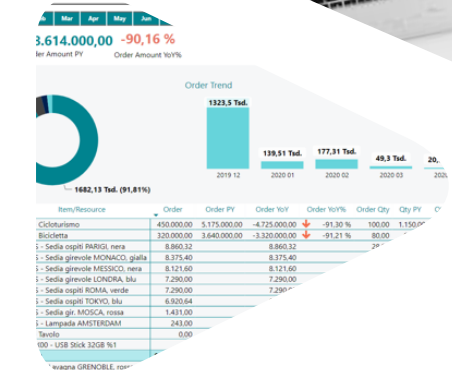 Mar Apr May
3.614.000,00 -90,16 %
Order Amount PY Order Amount YoY%
Order Trend
1323,5 Tsd.
139,51 Tsd.
177,31 Tsd.
49,3 Tsd.
20,
2019 12 2020 01 2020 02 2020 03
1682,13 Tsd. (91,81%)
Item/Resource Order Order PY Order YoY Order YoY% Order Qty Qty PY
Cicloturismo 450.000,00 5.175.000,00 -4.725.000,00 -91,30 % 100,00 1.150,00
Bicicletta 320.000,00 3.640.000,00 -3.320.000,00 -91,21 % 80,00
S - Sedia ospiti PARIGI, nera 8.860,32 8.860,32
S - Sedia girevole MONACO, gialla 8.375,40 8.375,40
S - Sedia girevole MESSICO, nera 8.121,60 8.121,60
S - Sedia girevole LONDRA, blu 7.290,00 7.290,00
S - Sedia ospiti ROMA, verde 7.290,00 7.290,00
S - Sedia ospiti TOKYO, blu 6.920,64
S - Sedia gir. MOSCA, rossa 1.431,00
S - Lampada AMSTERDAM 243,00
Tavolo 0,00
- USB Stick 32GB %1
Lavagna GRENOBLE,